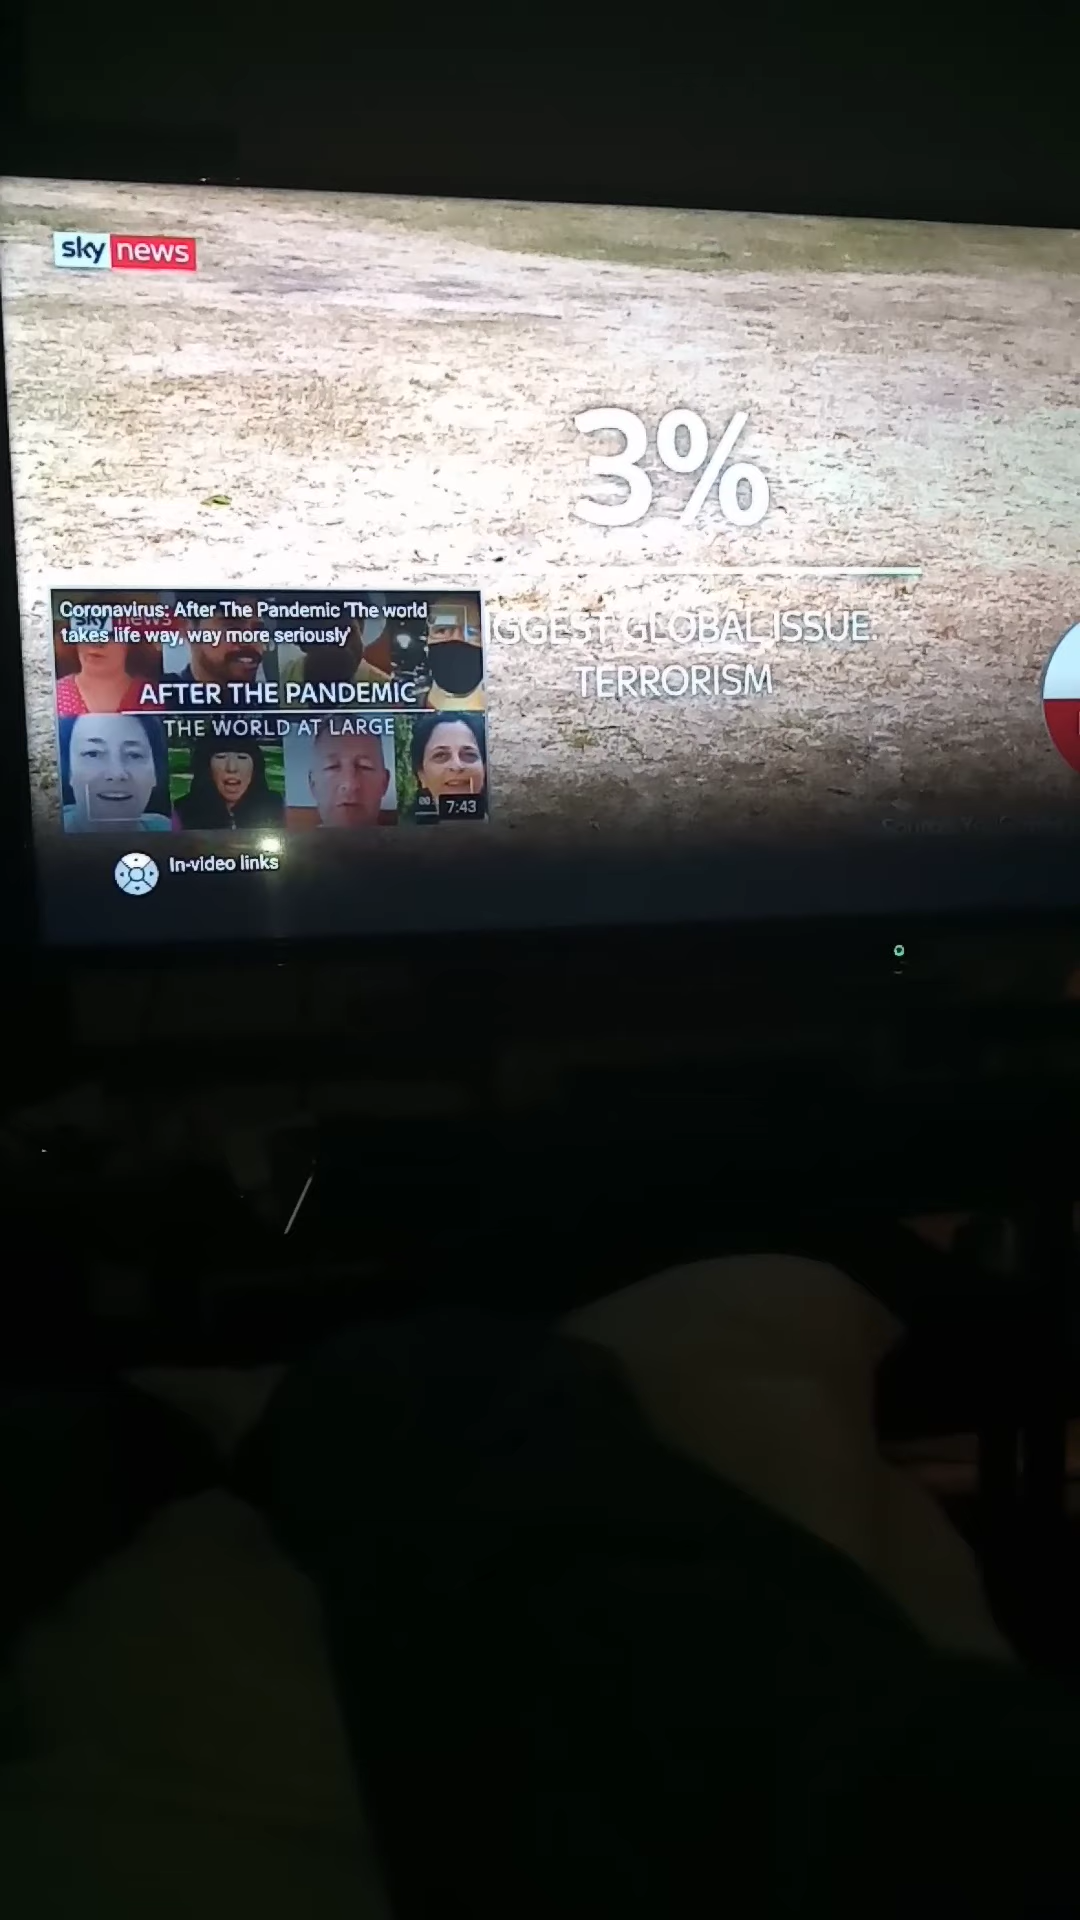 sky news
3%
IGGEST GLOBAL ISSUE:
TERRORISM
Coronavirus: After The Pandemic 'The world
takes life way, way more seriously'
AFTER THE PANDEMIC
THE WORLD AT LARGE
7:43
In-video links